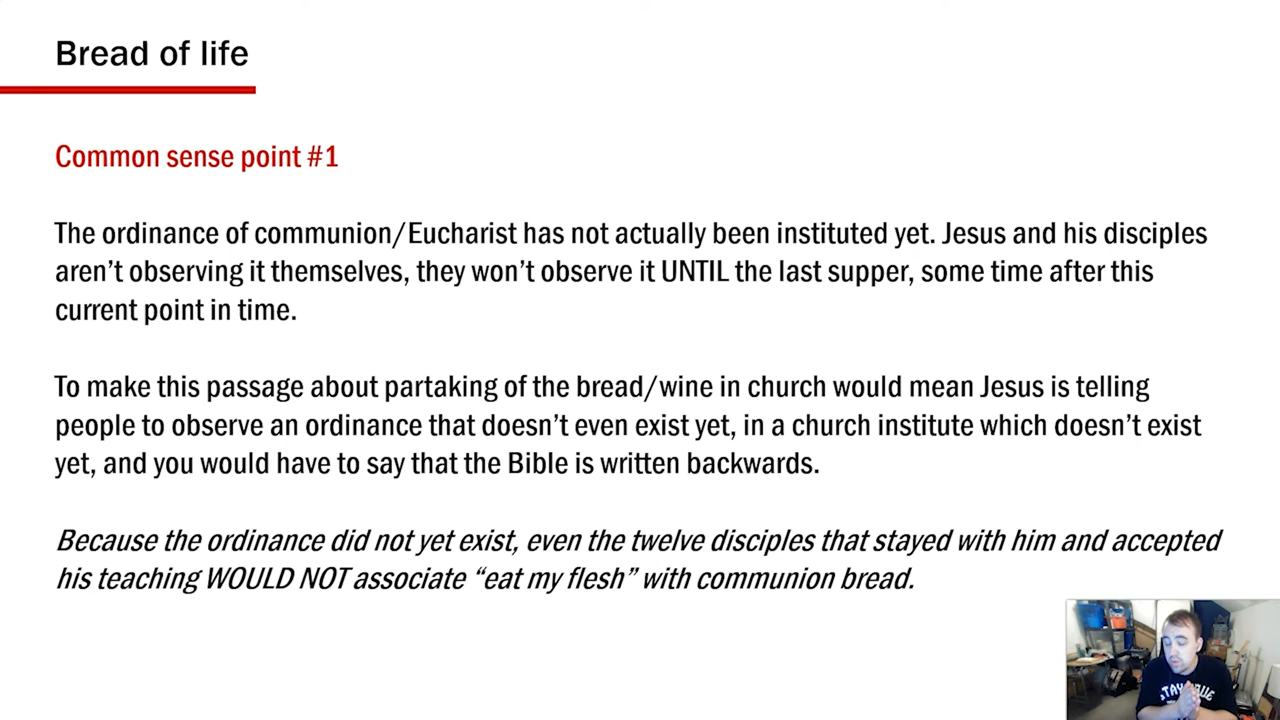 Bread of life
Common sense point #1
The ordinance of communion/Eucharist has not actually been instituted yet. Jesus and his disciples
aren't observing it themselves, they won't observe it UNTIL the last supper, some time after this
current point in time.
To make this passage about partaking of the bread/wine in church would mean Jesus is telling
people to observe an ordinance that doesn't even exist yet, in a church institute which doesn't exist
yet, and you would have to say that the Bible is written backwards.
Because the ordinance did not yet exist, even the twelve disciples that stayed with him and accepted
his teaching WOULD NOT associate “eat my flesh” with communion bread.